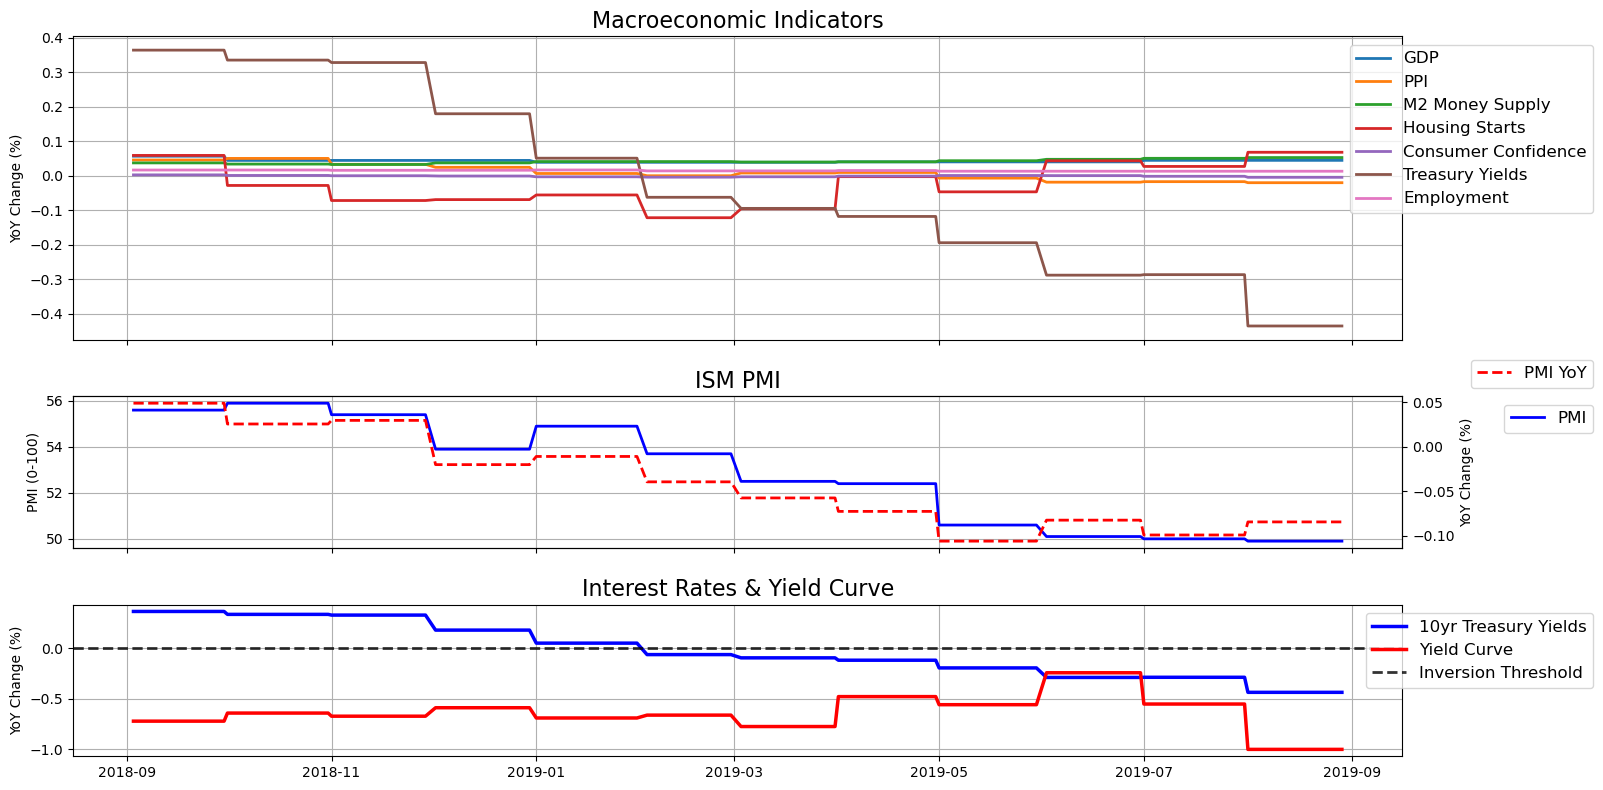 Macroeconomic Indicators
YoY Change (%)
0.4
0.3
0.2
0.1
0.0
−0.1
−0.2
−0.3
−0.4
GDP
PPI
M2 Money Supply
Housing Starts
Consumer Confidence
Treasury Yields
Employment
ISM PMI
PMI (0-100)
56
54
52
50
0.05
0.00
−0.05
−0.10
YoY Change (%)
PMI YoY
PMI
Interest Rates & Yield Curve
YoY Change (%)
0.0
−0.5
−1.0
10yr Treasury Yields
Yield Curve
Inversion Threshold
2018-09 2018-11 2019-01 2019-03 2019-05 2019-07 2019-09